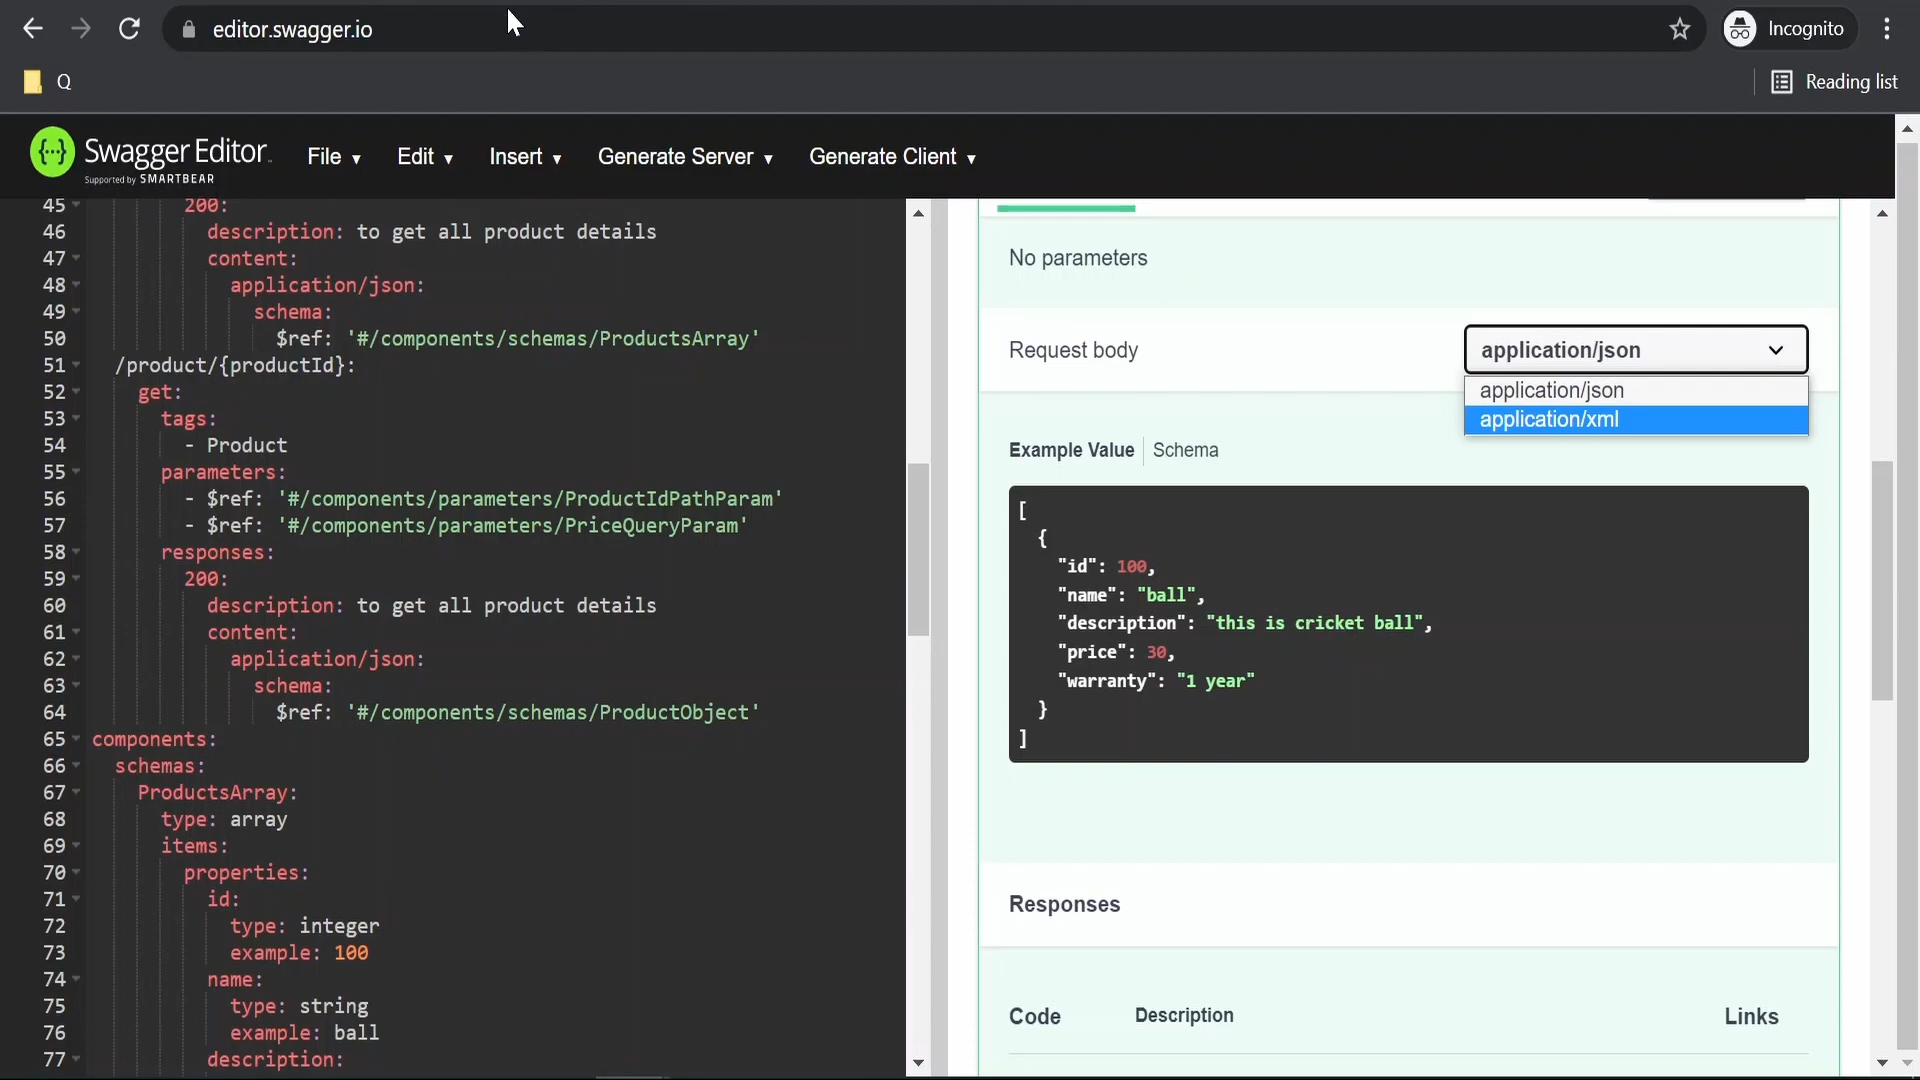 editor.swagger.io
Incognito
Q
Reading list
Swagger Editor
Supported by SMARTBEAR
File
Edit
Insert
Generate Server
Generate Client
45 200:
46 description: to get all product details
47 content:
48 application/json:
49 schema:
50 $ref: '#/components/schemas/ProductsArray'
51 /product/{productId}:
52 get:
53 tags:
54 - Product
55 parameters:
56 - $ref: '#/components/parameters/ProductIdPathParam'
57 - $ref: '#/components/parameters/PriceQueryParam'
58 responses:
59 200:
60 description: to get all product details
61 content:
62 application/json:
63 schema:
64 $ref: '#/components/schemas/ProductObject'
65 components:
66 schemas:
67 ProductsArray:
68 type: array
69 items:
70 properties:
71 id:
72 type: integer
73 example: 100
74 name:
75 type: string
76 example: ball
77 description:
No parameters
Request body
application/json
application/json
application/xml
Example Value
Schema
[
{
"id": 100,
"name": "ball",
"description": "this is cricket ball",
"price": 30,
"warranty": "1 year"
}
]
Responses
Code
Description
Links